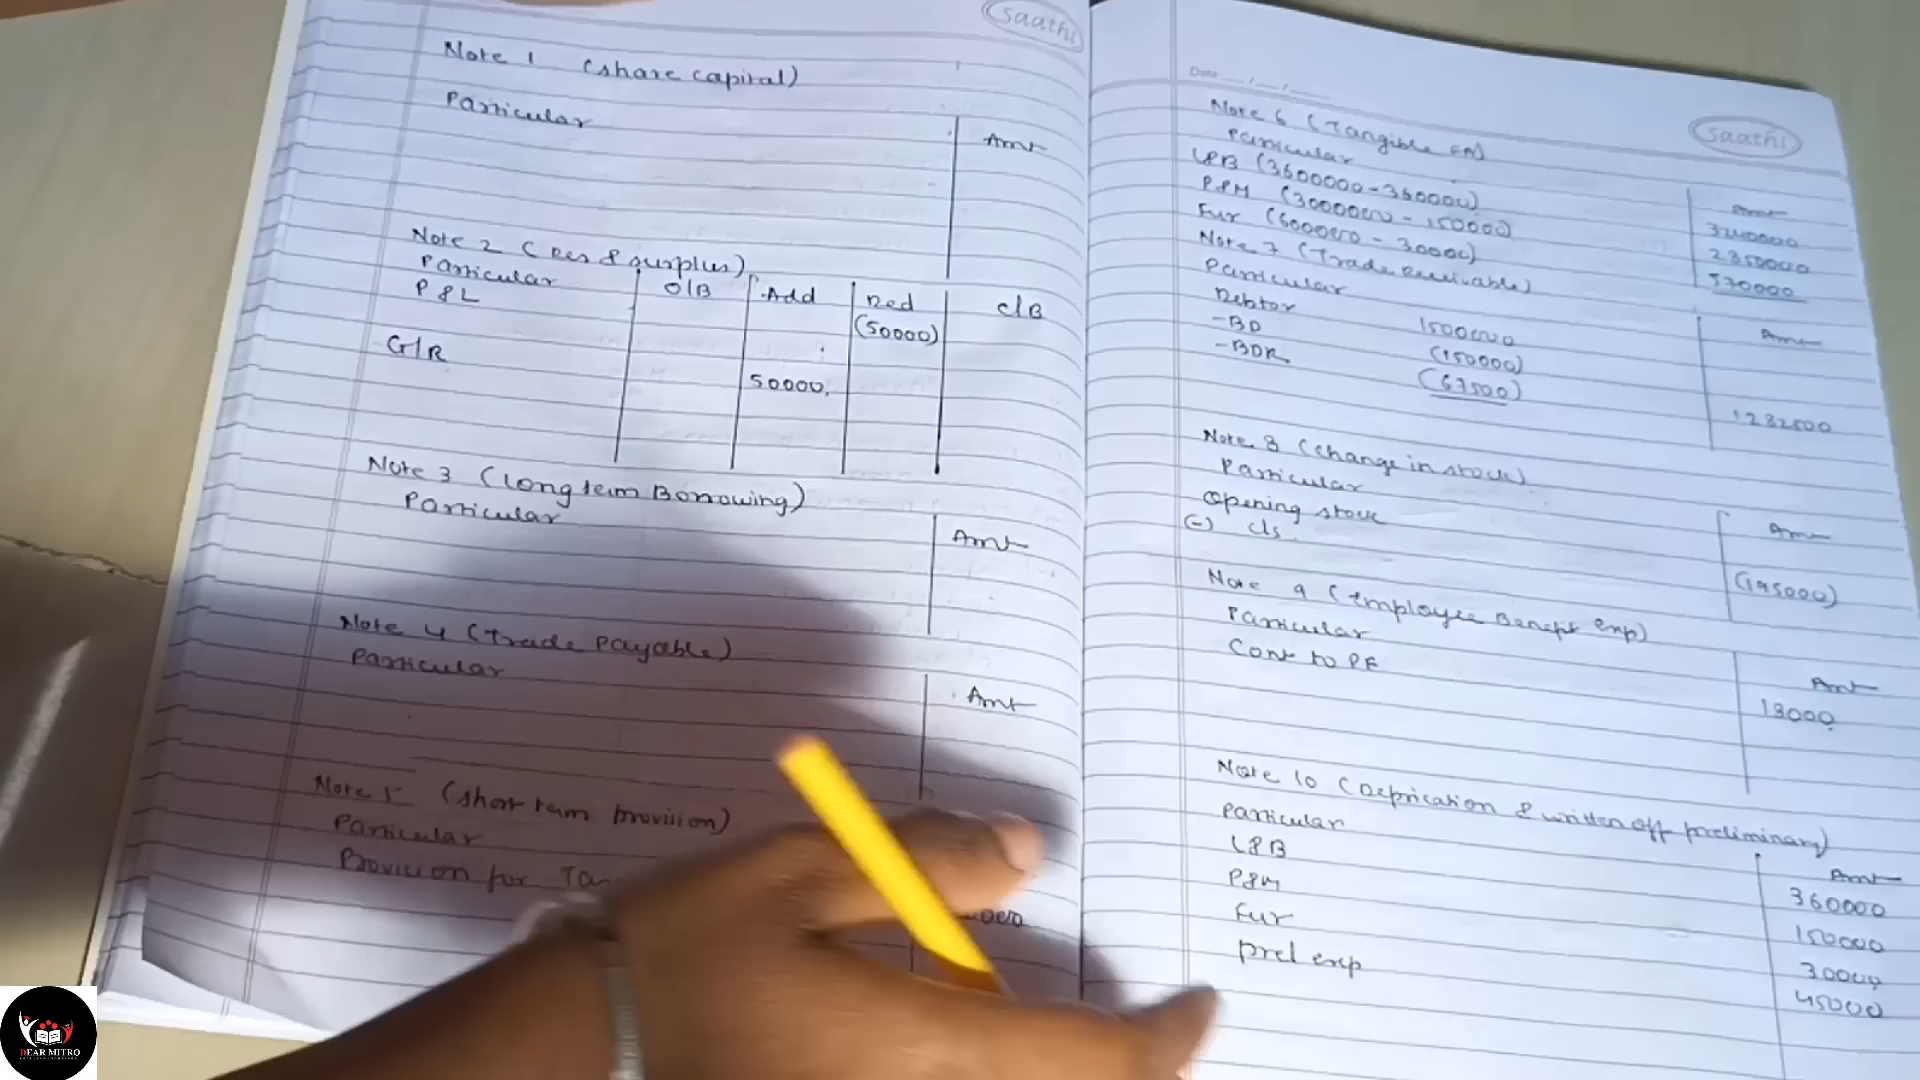 saathi
Note 1 (share capital)
Particular Amt
Note 2 (Res & surplus)
Particular O/B Add Ded C/B
P&L (50000)
G/R 50000
Note 3 (long term Borrowing)
Particular Amt
Note 4 (Trade Payable)
Particular Amt
Note 5 (short term provision)
Particular
Provision for
Date
saathi
Note 6 (Tangible FA)
Particular Amt
L&B (3600000-360000) 3240000
P&M (3000000-150000) 2850000
Fur (600000-30000) 570000
Note 7 (Trade Receivable)
Particular Amt
Debtor 1500000
-BD (150000)
-BDR (67500) 1282500
Note 8 (change in stock)
Particular Amt
Opening stock
(-) cls (195000)
Note 9 (employee Benefit exp)
Particular Amt
Cont to PF 18000
Note 10 (Deprication & written off preliminary)
Particular Amt
L&B 360000
P&M 150000
Fur 30000
Prel exp 45000
DEAR MITRO